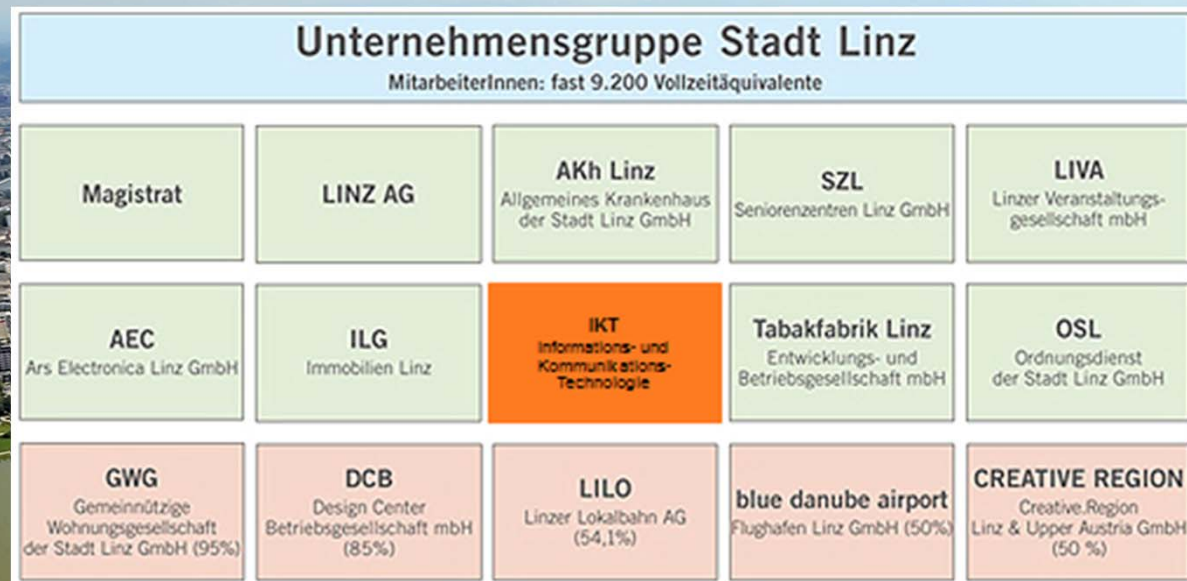 Unternehmensgruppe Stadt Linz
MitarbeiterInnen: fast 9.200 Vollzeitäquivalente
Magistrat
LINZ AG
AKh Linz
Allgemeines Krankenhaus
der Stadt Linz GmbH
SZL
Seniorenzentren Linz GmbH
LIVA
Linzer Veranstaltungs-
gesellschaft mbH
AEC
Ars Electronica Linz GmbH
ILG
Immobilien Linz
IKT
Informations- und
Kommunikations-
Technologie
Tabakfabrik Linz
Entwicklungs- und
Betriebsgesellschaft mbH
OSL
Ordnungsdienst
der Stadt Linz GmbH
GWG
Gemeinnützige
Wohnungsgesellschaft
der Stadt Linz GmbH (95%)
DCB
Design Center
Betriebsgesellschaft mbH
(85%)
LILO
Linzer Lokalbahn AG
(54,1%)
blue danube airport
Flughafen Linz GmbH (50%)
CREATIVE REGION
Creative.Region
Linz & Upper Austria GmbH
(50 %)